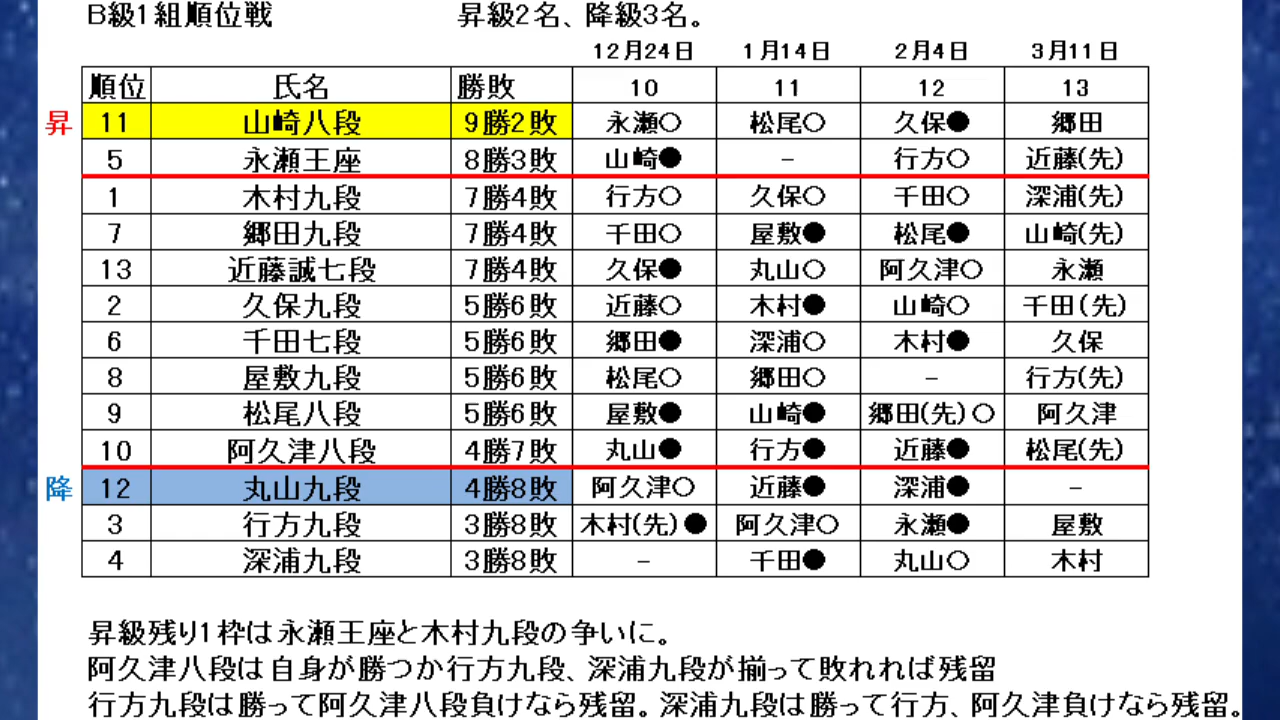 B級1組順位戦 昇級2名、降級3名。
12月24日 1月14日 2月4日 3月11日
順位 氏名 勝敗 10 11 12 13
昇 11 山崎八段 9勝2敗 永瀬○ 松尾○ 久保● 郷田
5 永瀬王座 8勝3敗 山崎● － 行方○ 近藤(先)
1 木村九段 7勝4敗 行方○ 久保○ 千田○ 深浦(先)
7 郷田九段 7勝4敗 千田○ 屋敷● 松尾● 山崎(先)
13 近藤誠七段 7勝4敗 久保● 丸山○ 阿久津○ 永瀬
2 久保九段 5勝6敗 近藤○ 木村● 山崎○ 千田(先)
6 千田七段 5勝6敗 郷田● 深浦○ 木村● 久保
8 屋敷九段 5勝6敗 松尾○ 郷田○ － 行方(先)
9 松尾八段 5勝6敗 屋敷● 山崎● 郷田(先)○ 阿久津
10 阿久津八段 4勝7敗 丸山● 行方● 近藤● 松尾(先)
降 12 丸山九段 4勝8敗 阿久津○ 近藤● 深浦● －
3 行方九段 3勝8敗 木村(先)● 阿久津○ 永瀬● 屋敷
4 深浦九段 3勝8敗 － 千田● 丸山○ 木村
昇級残り1枠は永瀬王座と木村九段の争いに。
阿久津八段は自身が勝つか行方九段、深浦九段が揃って敗れれば残留
行方九段は勝って阿久津八段負けなら残留。深浦九段は勝って行方、阿久津負けなら残留。